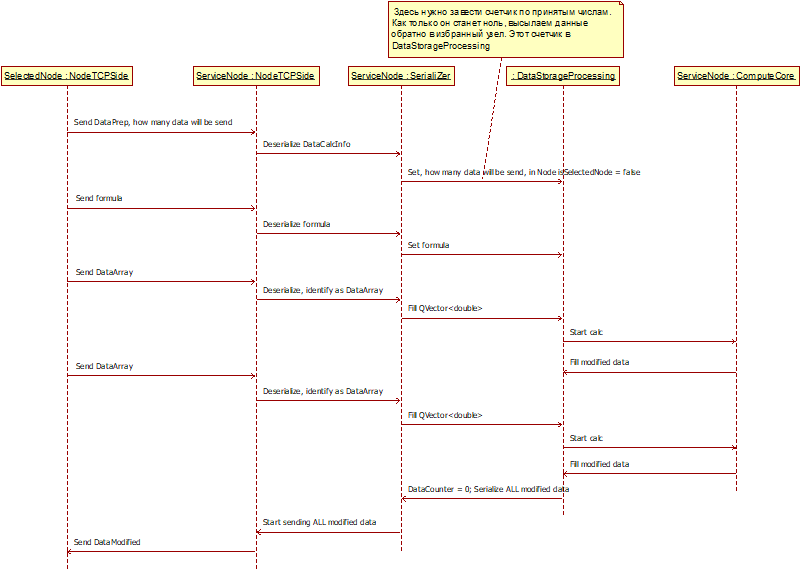 Здесь нужно завести счетчик по принятым числам.
Как только он станет ноль, высылаем данные
обратно в избранный узел. Этот счетчик в
DataStorageProcessing
SelectedNode : NodeTCPSide
ServiceNode : NodeTCPSide
ServiceNode : SerialiZer
: DataStorageProcessing
ServiceNode : ComputeCore
Send DataPrep, how many data will be send
Deserialize DataCalcInfo
Set, how many data will be send, in Node isSelectedNode = false
Send formula
Deserialize formula
Set formula
Send DataArray
Deserialize, identify as DataArray
Fill QVector<double>
Start calc
Fill modified data
Send DataArray
Deserialize, identify as DataArray
Fill QVector<double>
Start calc
Fill modified data
DataCounter = 0; Serialize ALL modified data
Start sending ALL modified data
Send DataModified